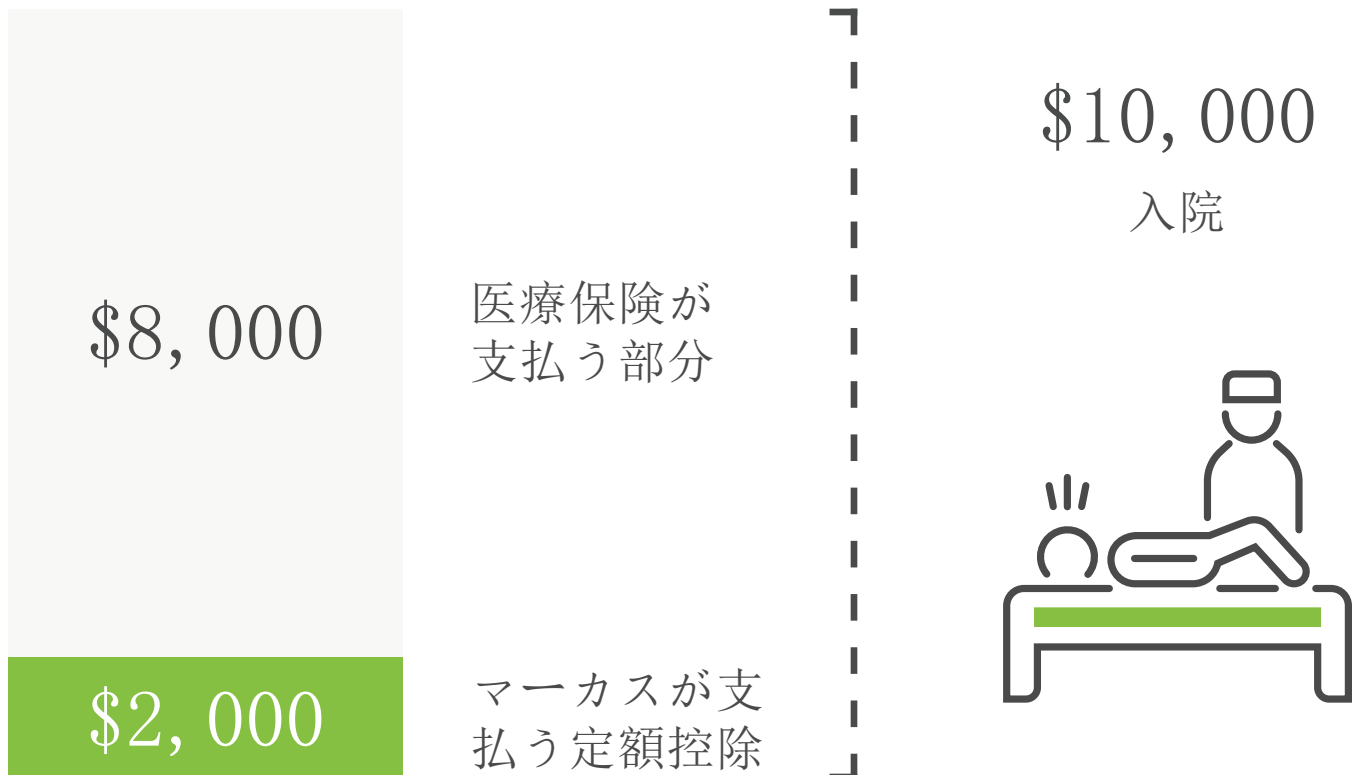 $10, 000
入院
$8, 000
医療保険が
支払う部分
$2, 000
マーカスが支
払う定額控除